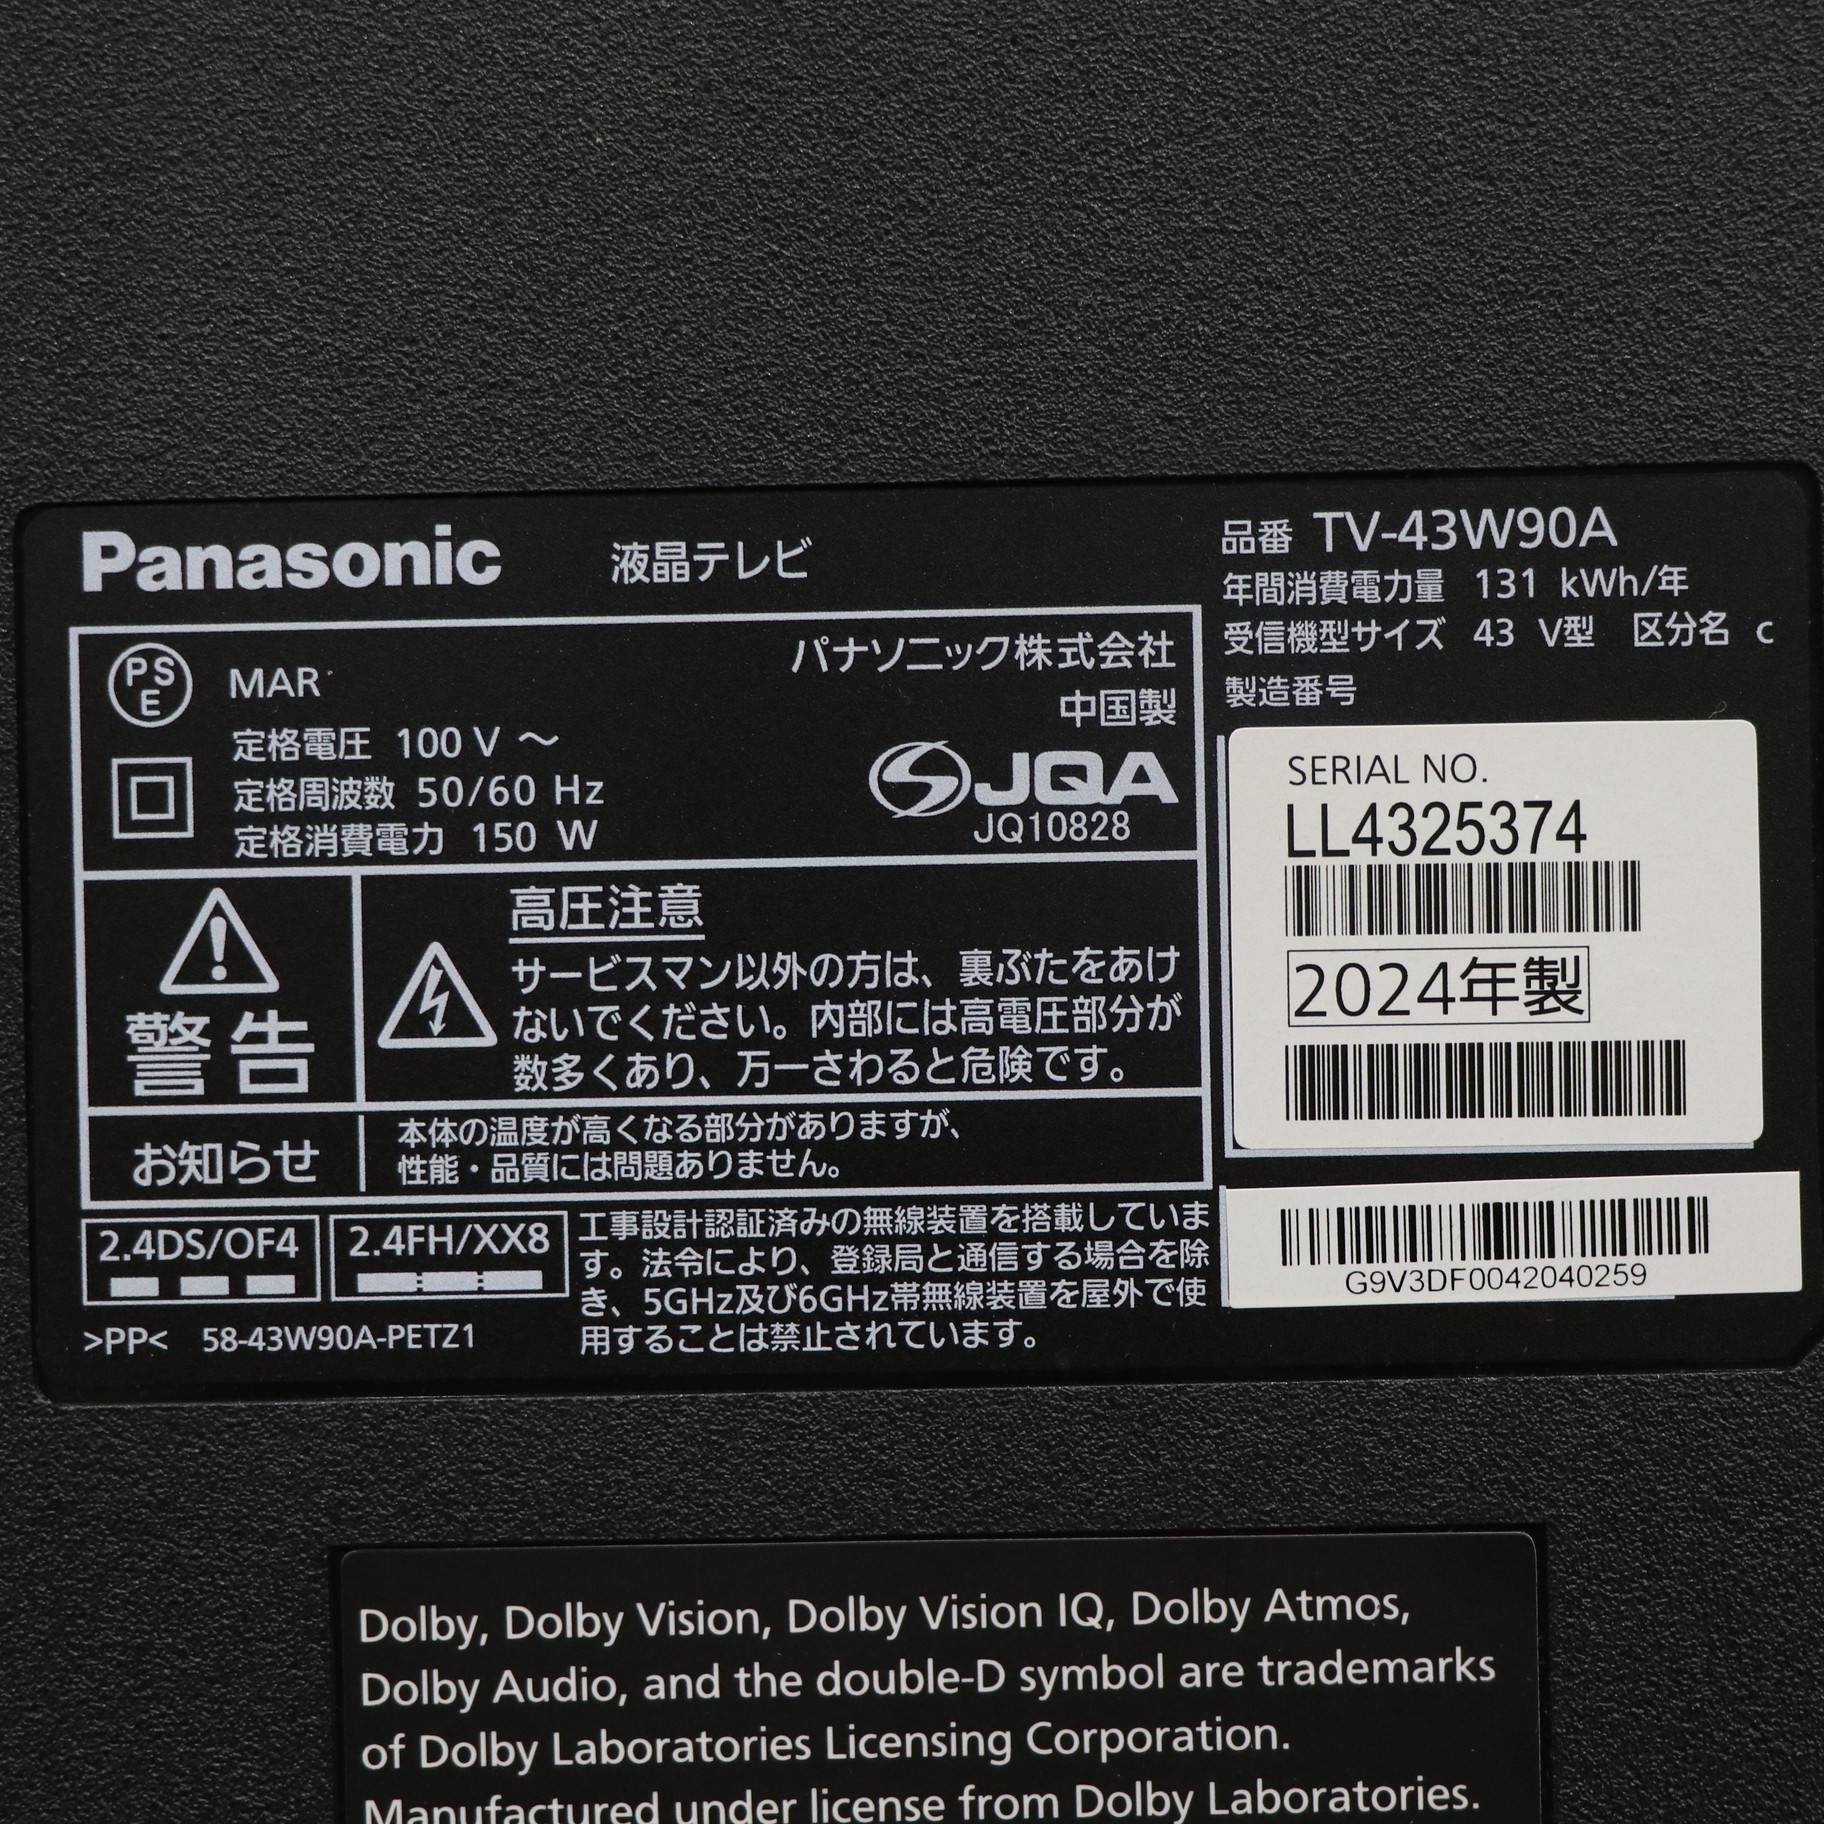 Panasonic 液晶テレビ
PS
E
MAR
パナソニック株式会社
中国製
定格電圧 100 V ～
定格周波数 50/60 Hz
定格消費電力 150 W
JQA
JQ10828
警告
高圧注意
サービスマン以外の方は、裏ぶたをあけ
ないでください。内部には高電圧部分が
数多くあり、万一さわると危険です。
お知らせ
本体の温度が高くなる部分がありますが、
性能・品質には問題ありません。
2.4DS/OF4
2.4FH/XX8
工事設計認証済みの無線装置を搭載していま
す。法令により、登録局と通信する場合を除
き、5GHz及び6GHz帯無線装置を屋外で使
用することは禁止されています。
>PP< 58-43W90A-PETZ1
品番 TV-43W90A
年間消費電力量 131 kWh/年
受信機型サイズ 43 V型 区分名 c
製造番号
SERIAL NO.
LL4325374
2024年製
G9V3DF0042040259
Dolby, Dolby Vision, Dolby Vision IQ, Dolby Atmos,
Dolby Audio, and the double-D symbol are trademarks
of Dolby Laboratories Licensing Corporation.
Manufactured under license from Dolby Laboratories.